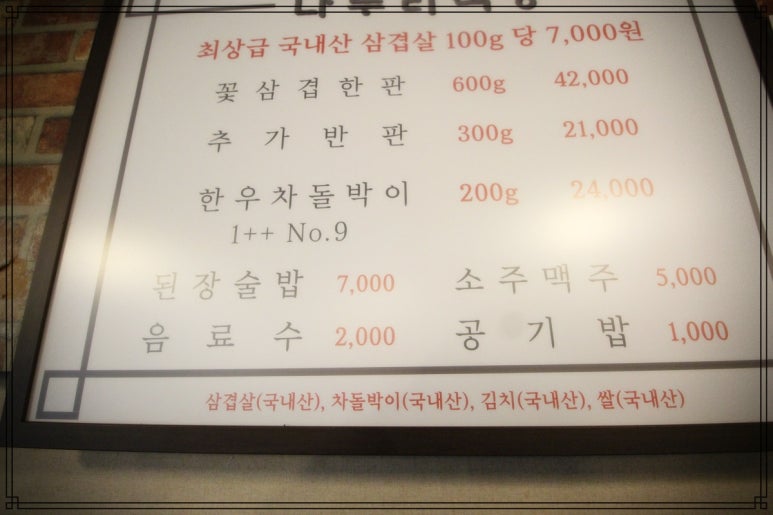 최상급 국내산 삼겹살 100g 당 7,000원
꽃삼겹한판 600g 42,000
추가반판 300g 21,000
한우차돌박이 200g 24,000
1++ No.9
된장술밥 7,000 소주맥주 5,000
음료수 2,000 공기밥 1,000
삼겹살(국내산), 차돌박이(국내산), 김치(국내산), 쌀(국내산)